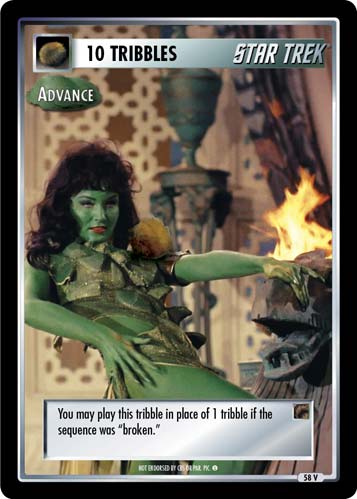 10 TRIBBLES
STAR TREK
ADVANCE
You may play this tribble in place of 1 tribble if the
sequence was “broken.”
NOT ENDORSED BY CBS OR PAR. PIC.
58 V